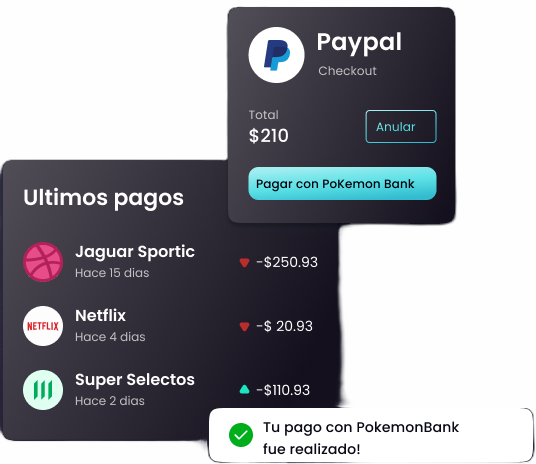 Paypal
Checkout
Total
$210
Anular
Pagar con PoKemon Bank
Ultimos pagos
Jaguar Sportic
Hace 15 dias
-$250.93
NETFLIX
Netflix
Hace 4 dias
-$ 20.93
Super Selectos
Hace 2 dias
-$110.93
Tu pago con PokemonBank
fue realizado!